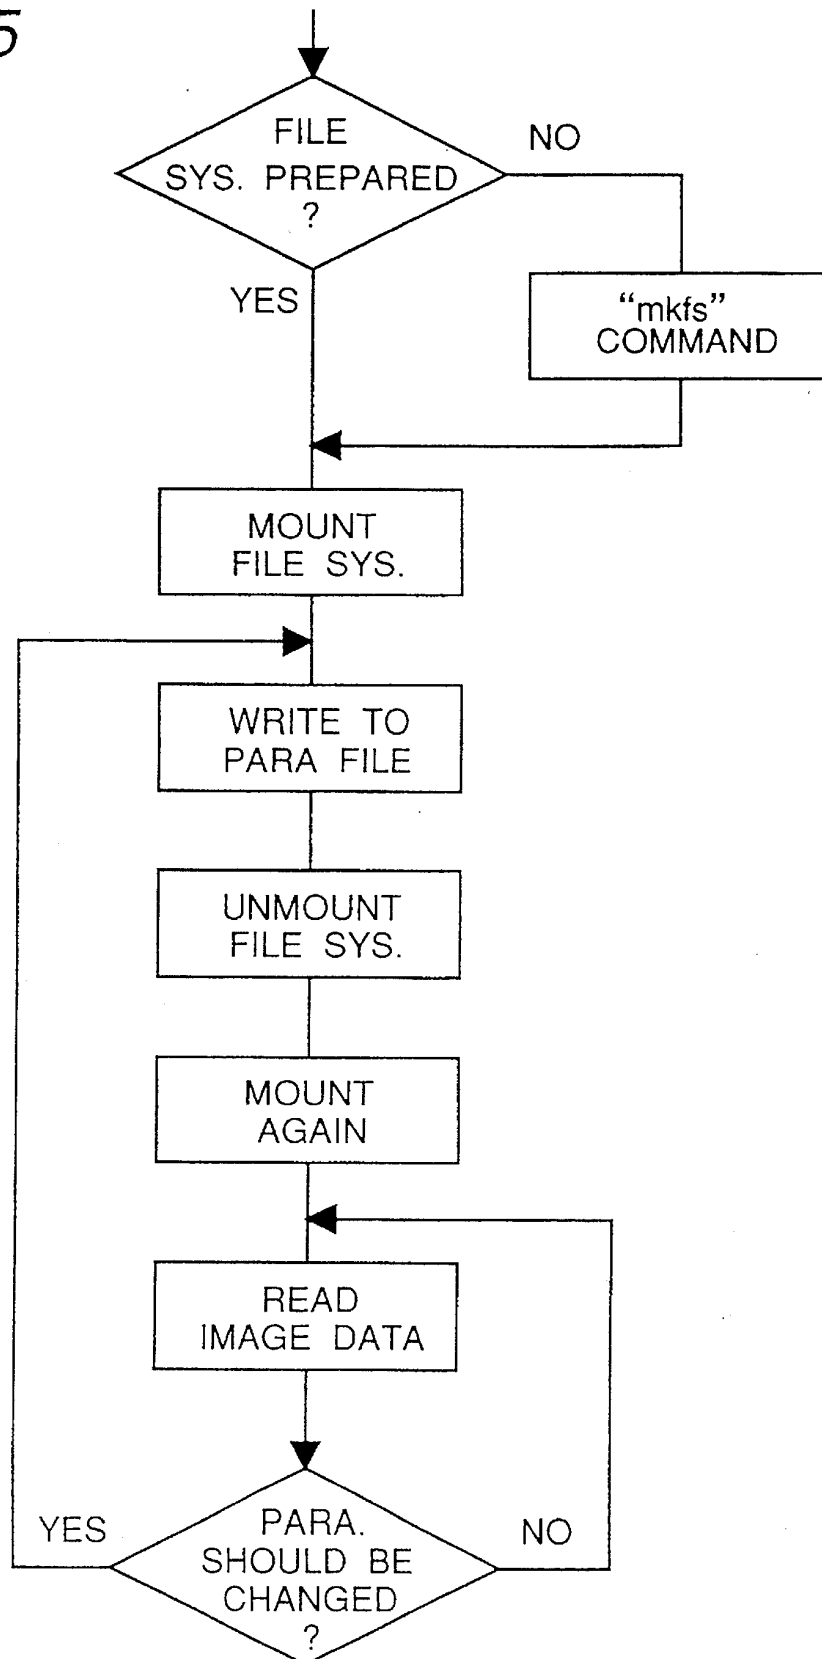 5
FILE
SYS. PREPARED
?
NO
YES
“mkfs”
COMMAND
MOUNT
FILE SYS.
WRITE TO
PARA FILE
UNMOUNT
FILE SYS.
MOUNT
AGAIN
READ
IMAGE DATA
YES
PARA.
SHOULD BE
CHANGED
?
NO